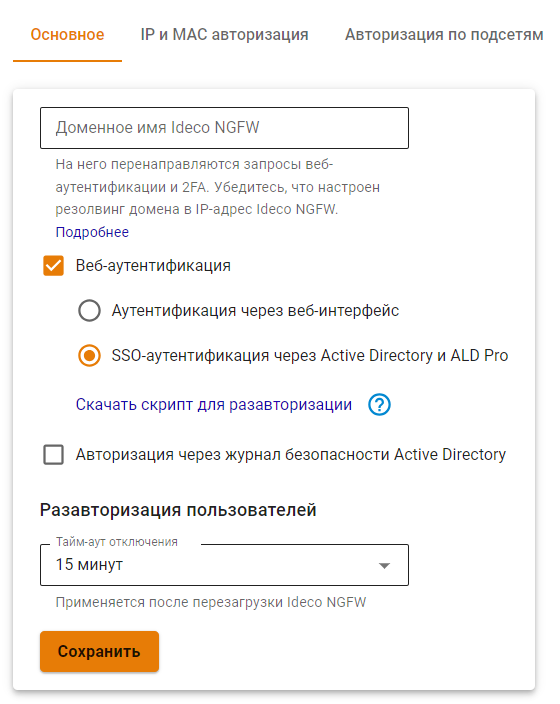 Основное IP и MAC авторизация Авторизация по подсетям
Доменное имя Ideco NGFW
На него перенаправляются запросы веб-
аутентификации и 2FA. Убедитесь, что настроен
резолвинг домена в IP-адрес Ideco NGFW.
Подробнее
Веб-аутентификация
Аутентификация через веб-интерфейс
SSO-аутентификация через Active Directory и ALD Pro
Скачать скрипт для разавторизации ?
Авторизация через журнал безопасности Active Directory
Разавторизация пользователей
Тайм-аут отключения
15 минут
Применяется после перезагрузки Ideco NGFW
Сохранить